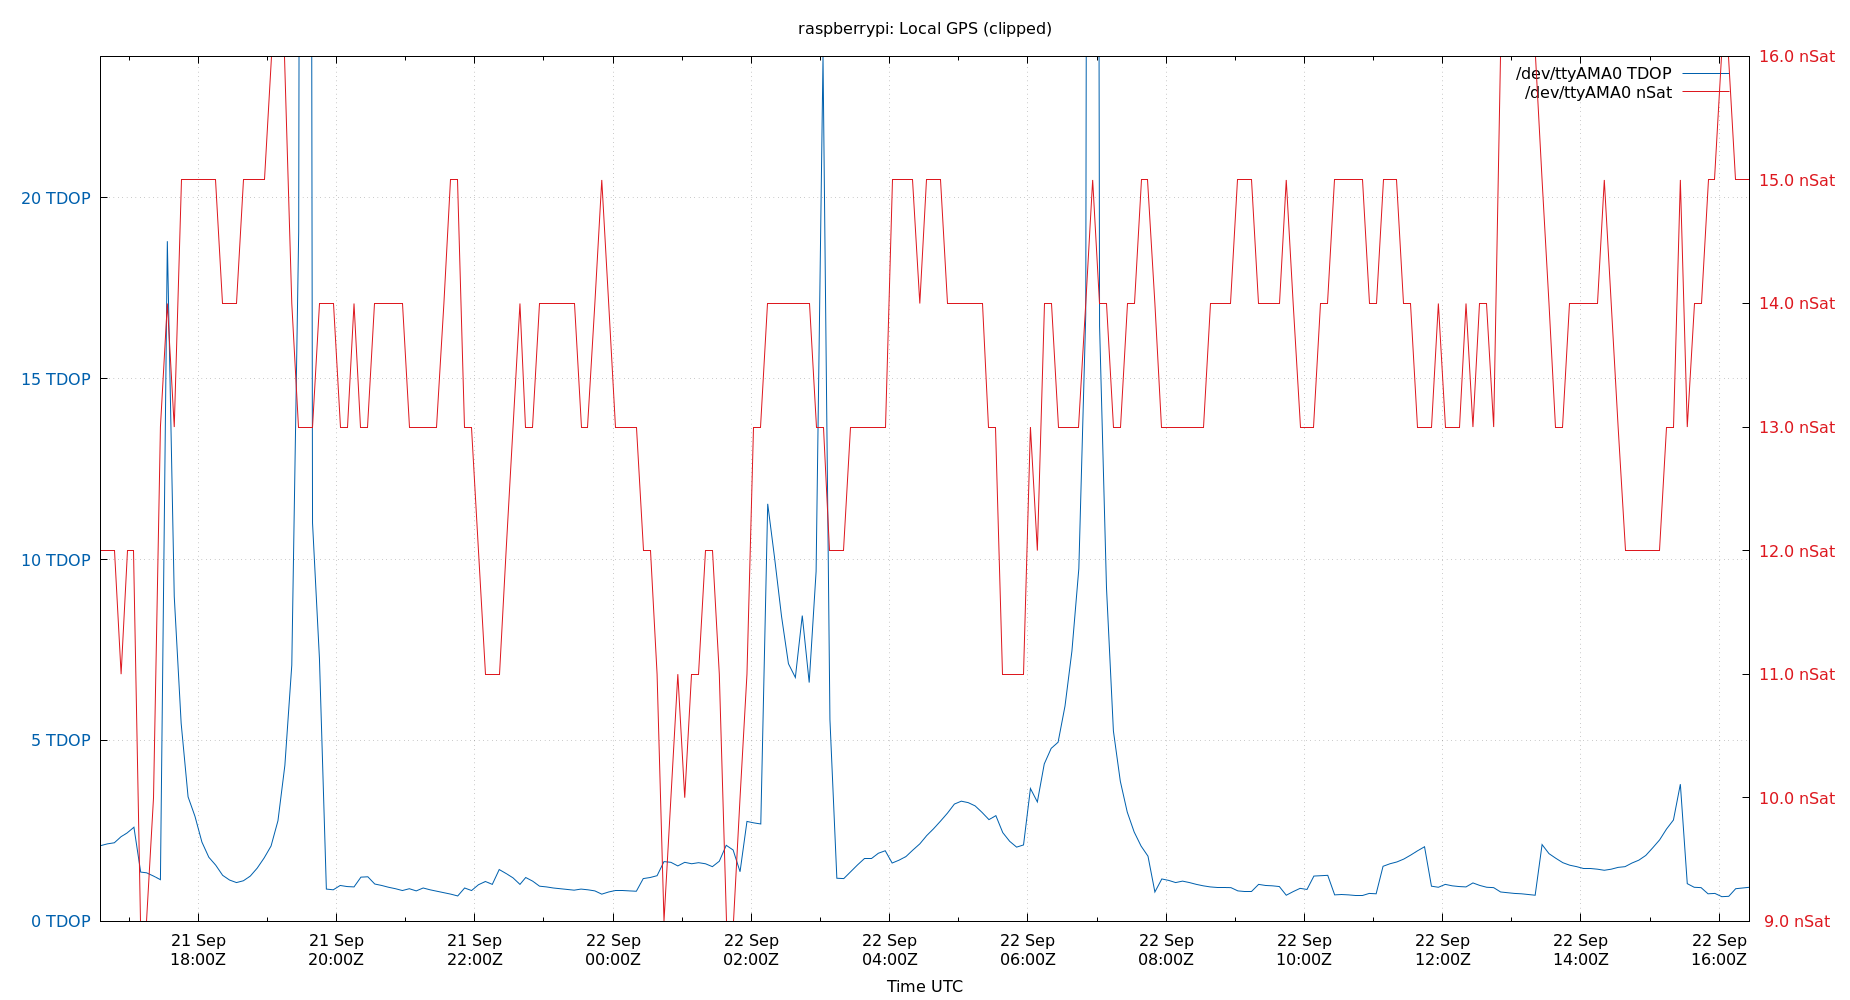 raspberrypi: Local GPS (clipped)
/dev/ttyAMA0 TDOP
/dev/ttyAMA0 nSat
20 TDOP
15 TDOP
10 TDOP
5 TDOP
0 TDOP
16.0 nSat
15.0 nSat
14.0 nSat
13.0 nSat
12.0 nSat
11.0 nSat
10.0 nSat
9.0 nSat
21 Sep 21 Sep 21 Sep 22 Sep 22 Sep 22 Sep 22 Sep 22 Sep 22 Sep 22 Sep 22 Sep 22 Sep
18:00Z 20:00Z 22:00Z 00:00Z 02:00Z 04:00Z 06:00Z 08:00Z 10:00Z 12:00Z 14:00Z 16:00Z
Time UTC